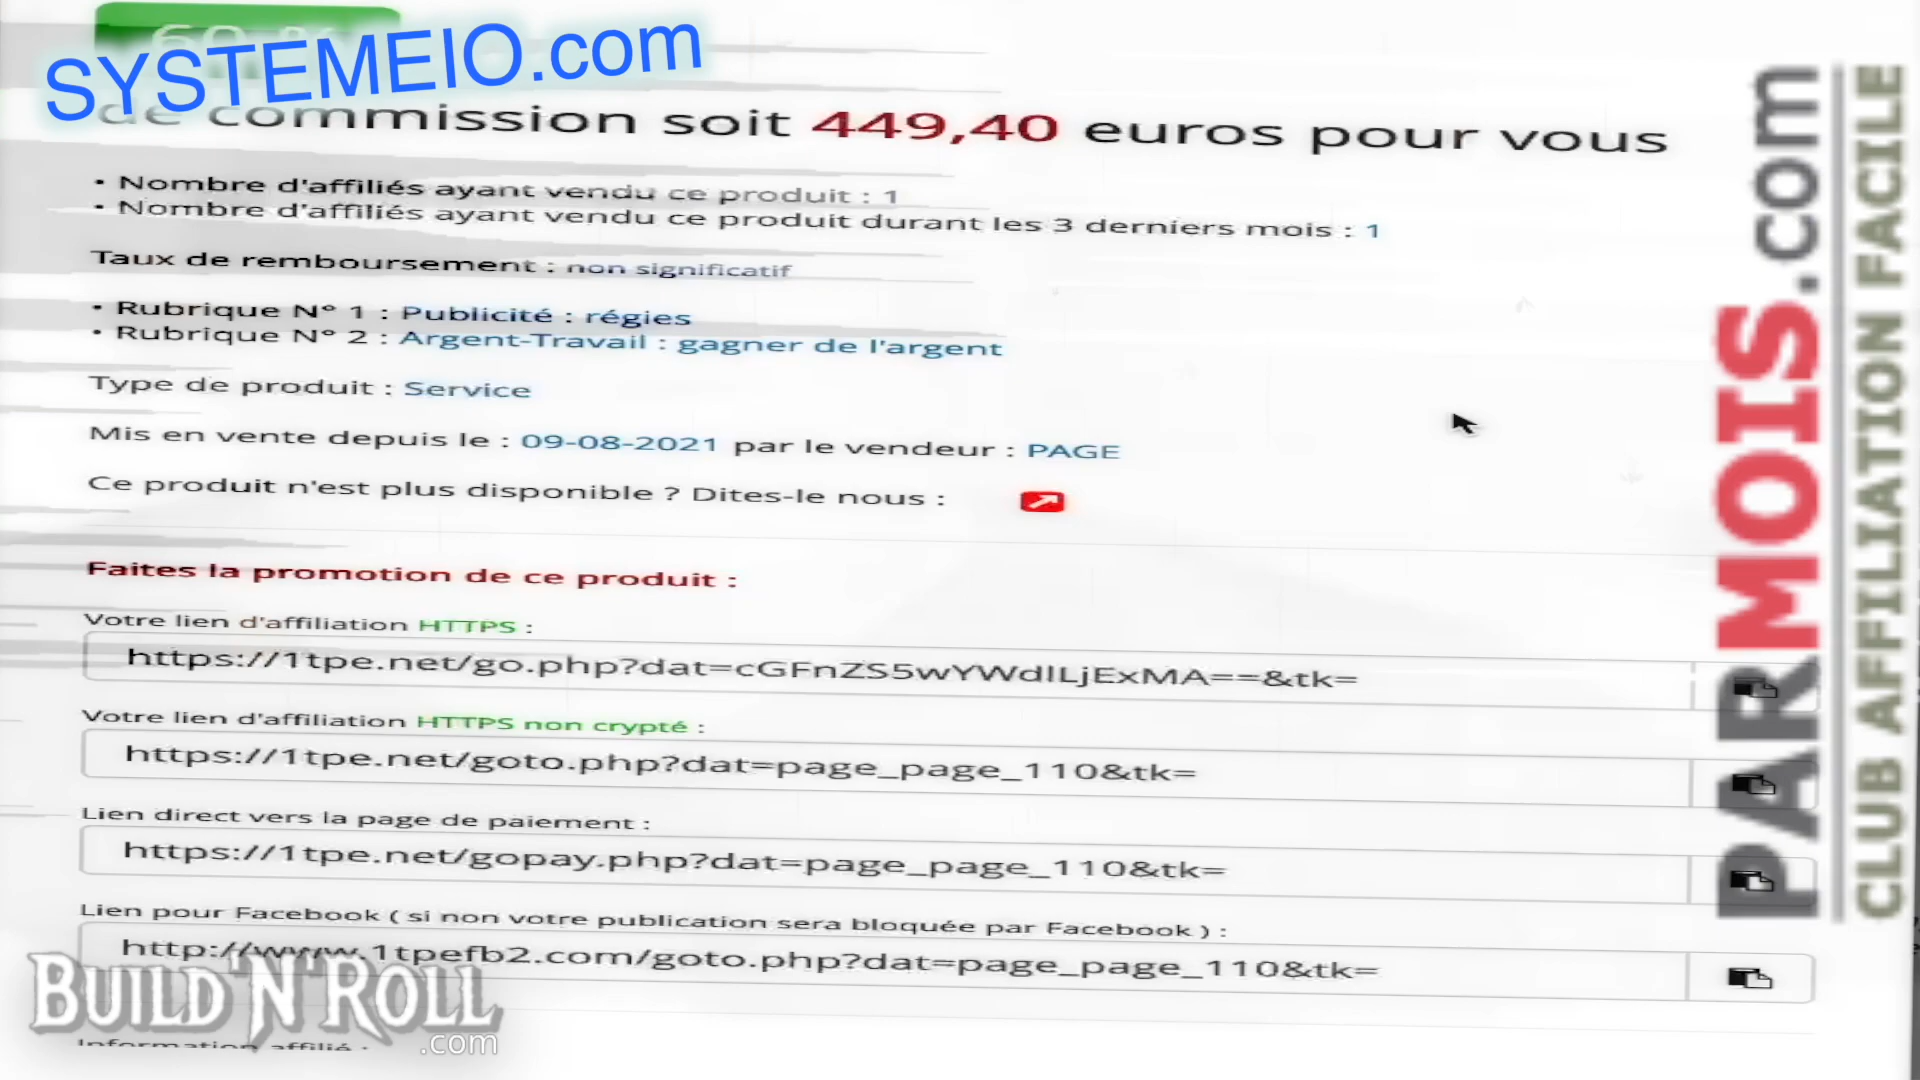 SYSTEMEIO.com
de commission soit 449,40 euros pour vous
• Nombre d'affiliés ayant vendu ce produit : 1
• Nombre d'affiliés ayant vendu ce produit durant les 3 derniers mois : 1
Taux de remboursement : non significatif
• Rubrique N° 1 : Publicité : régies
• Rubrique N° 2 : Argent-Travail : gagner de l'argent
Type de produit : Service
Mis en vente depuis le : 09-08-2021 par le vendeur : PAGE
Ce produit n'est plus disponible ? Dites-le nous :
Faites la promotion de ce produit :
Votre lien d'affiliation HTTPS :
https://1tpe.net/go.php?dat=cGFnZS5wYWdlLjExMA==&tk=
Votre lien d'affiliation HTTPS non crypté :
https://1tpe.net/goto.php?dat=page_page_110&tk=
Lien direct vers la page de paiement :
https://1tpe.net/gopay.php?dat=page_page_110&tk=
Lien pour Facebook ( si non votre publication sera bloquée par Facebook ) :
http://www.1tpefb2.com/goto.php?dat=page_page_110&tk=
Information affilié :
BUILD'N'ROLL
.com
PARMOIS.com
CLUB AFFILIATION FACILE